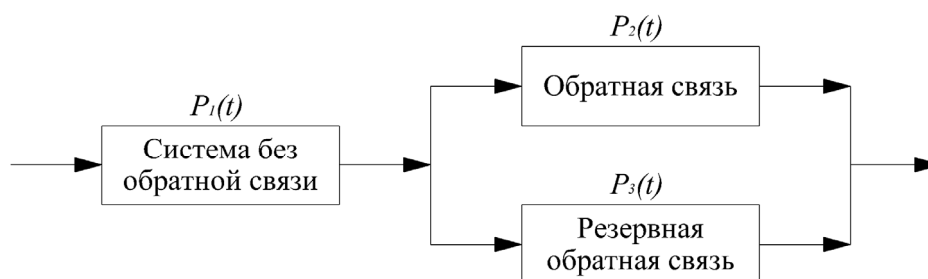 P₂(t)
Обратная связь
P₁(t)
Система без
обратной связи
P₃(t)
Резервная
обратная связь